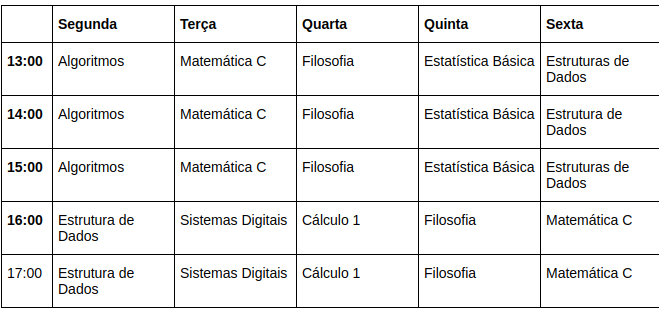 Segunda Terça Quarta Quinta Sexta
13:00 Algoritmos Matemática C Filosofia Estatística Básica Estruturas de
Dados
14:00 Algoritmos Matemática C Filosofia Estatística Básica Estrutura de
Dados
15:00 Algoritmos Matemática C Filosofia Estatística Básica Estruturas de
Dados
16:00 Estrutura de Sistemas Digitais Cálculo 1 Filosofia Matemática C
Dados
17:00 Estrutura de Sistemas Digitais Cálculo 1 Filosofia Matemática C
Dados